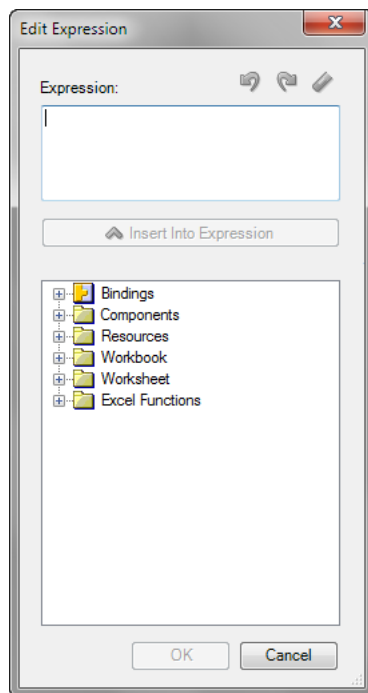 Edit Expression
Expression:
Insert Into Expression
Bindings
Components
Resources
Workbook
Worksheet
Excel Functions
OK Cancel